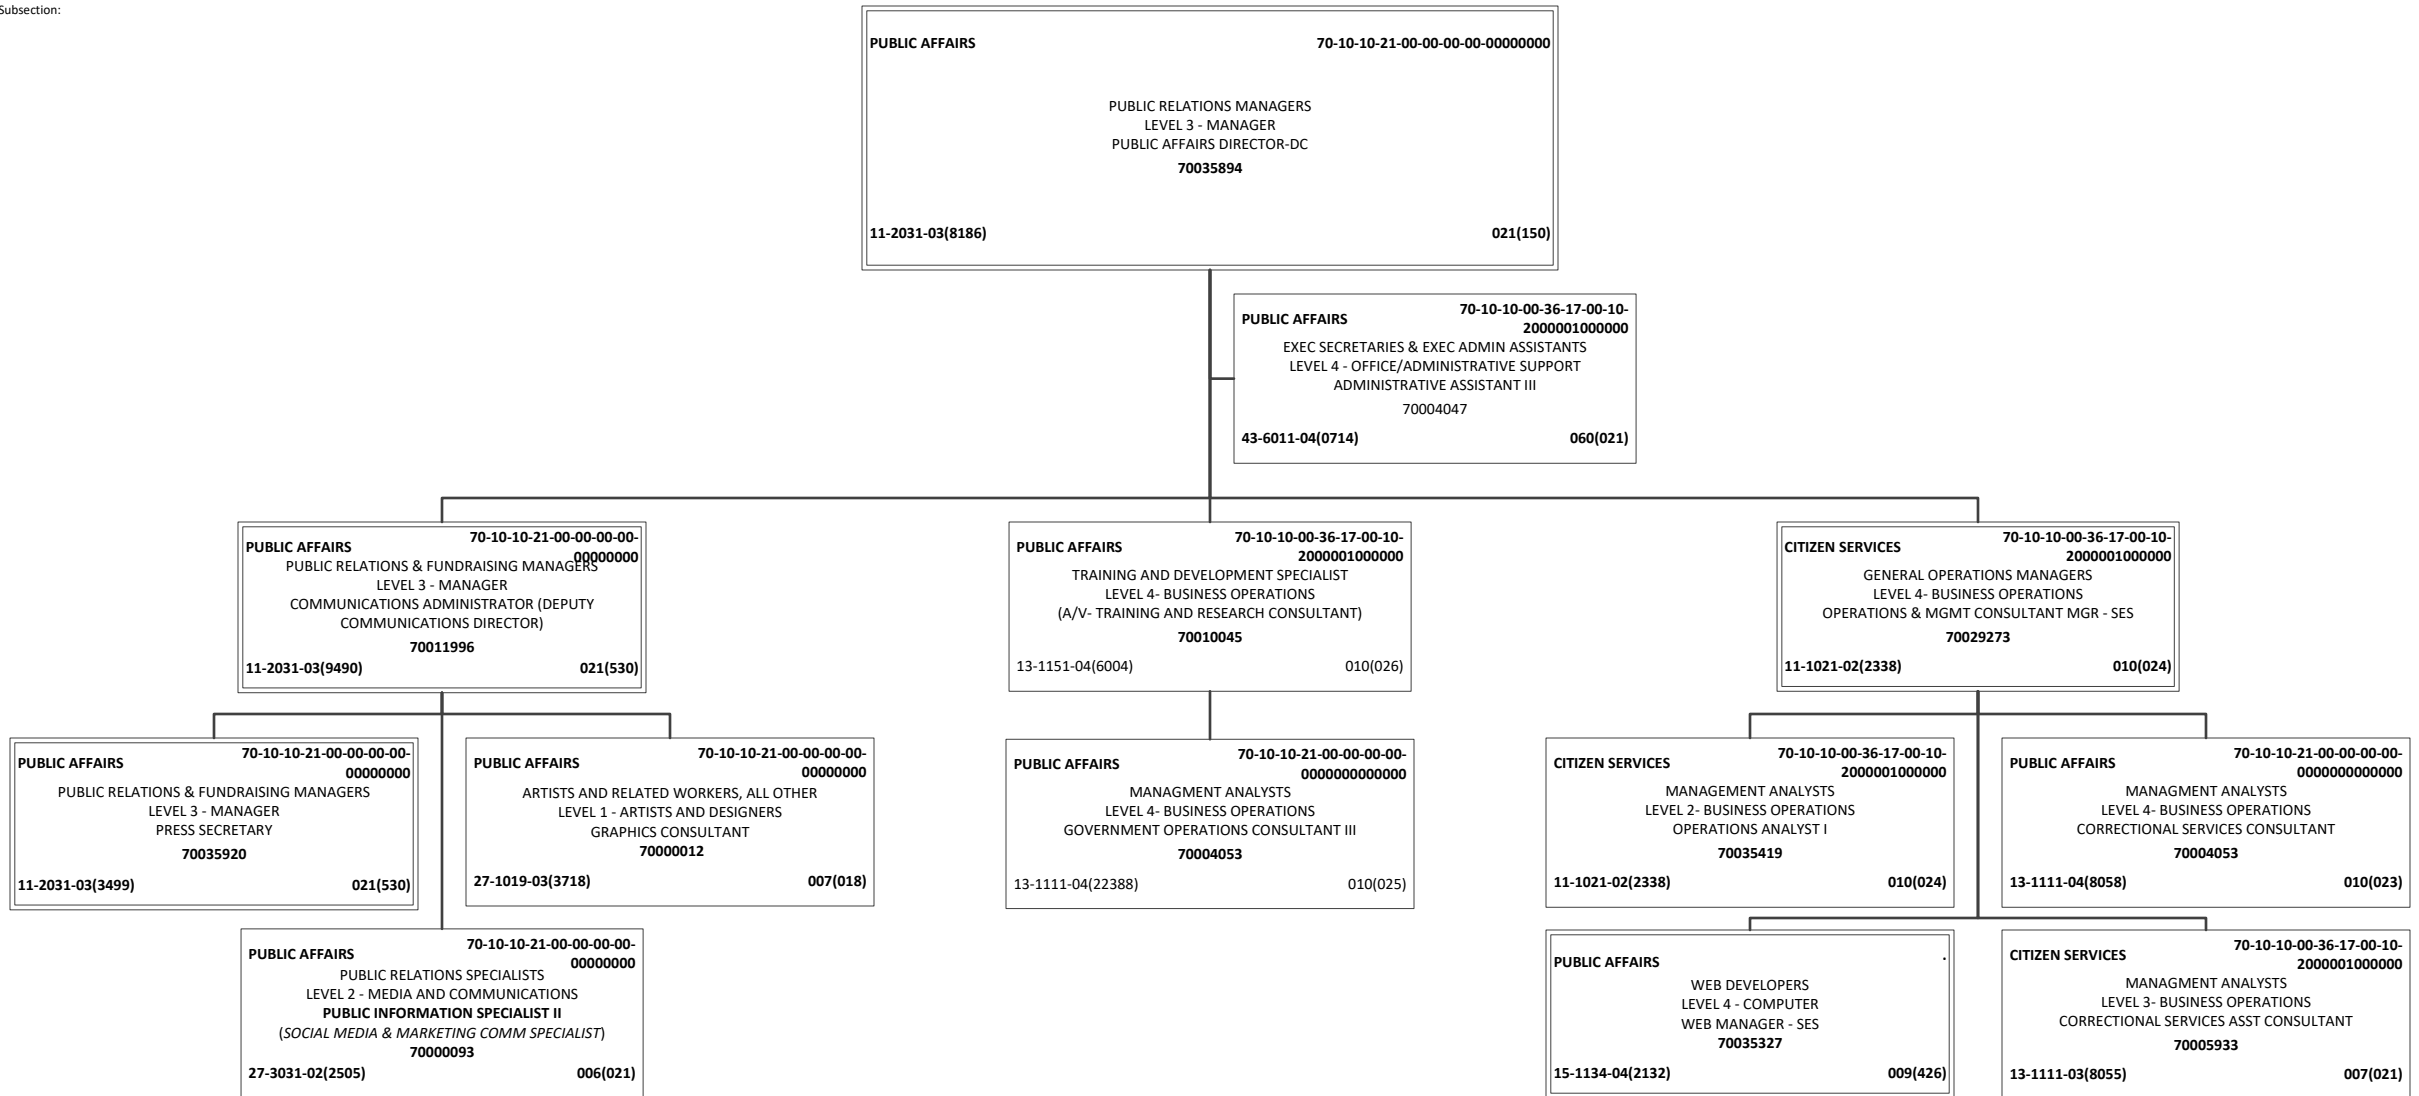 Subsection:
PUBLIC AFFAIRS 70-10-10-21-00-00-00-00-00000000
PUBLIC RELATIONS MANAGERS
LEVEL 3 - MANAGER
PUBLIC AFFAIRS DIRECTOR-DC
70035894
11-2031-03(8186) 021(150)
PUBLIC AFFAIRS 70-10-10-00-36-17-00-10-
2000001000000
EXEC SECRETARIES & EXEC ADMIN ASSISTANTS
LEVEL 4 - OFFICE/ADMINISTRATIVE SUPPORT
ADMINISTRATIVE ASSISTANT III
70004047
43-6011-04(0714) 060(021)
PUBLIC AFFAIRS 70-10-10-21-00-00-00-00-
00000000
PUBLIC RELATIONS & FUNDRAISING MANAGERS
LEVEL 3 - MANAGER
COMMUNICATIONS ADMINISTRATOR (DEPUTY
COMMUNICATIONS DIRECTOR)
70011996
11-2031-03(9490) 021(530)
PUBLIC AFFAIRS 70-10-10-00-36-17-00-10-
2000001000000
TRAINING AND DEVELOPMENT SPECIALIST
LEVEL 4- BUSINESS OPERATIONS
(A/V- TRAINING AND RESEARCH CONSULTANT)
70010045
13-1151-04(6004) 010(026)
CITIZEN SERVICES 70-10-10-00-36-17-00-10-
2000001000000
GENERAL OPERATIONS MANAGERS
LEVEL 4- BUSINESS OPERATIONS
OPERATIONS & MGMT CONSULTANT MGR - SES
70029273
11-1021-02(2338) 010(024)
PUBLIC AFFAIRS 70-10-10-21-00-00-00-00-
00000000
PUBLIC RELATIONS & FUNDRAISING MANAGERS
LEVEL 3 - MANAGER
PRESS SECRETARY
70035920
11-2031-03(3499) 021(530)
PUBLIC AFFAIRS 70-10-10-21-00-00-00-00-
00000000
ARTISTS AND RELATED WORKERS, ALL OTHER
LEVEL 1 - ARTISTS AND DESIGNERS
GRAPHICS CONSULTANT
70000012
27-1019-03(3718) 007(018)
PUBLIC AFFAIRS 70-10-10-21-00-00-00-00-
0000000000000
MANAGMENT ANALYSTS
LEVEL 4- BUSINESS OPERATIONS
GOVERNMENT OPERATIONS CONSULTANT III
70004053
13-1111-04(22388) 010(025)
CITIZEN SERVICES 70-10-10-00-36-17-00-10-
2000001000000
MANAGEMENT ANALYSTS
LEVEL 2- BUSINESS OPERATIONS
OPERATIONS ANALYST I
70035419
11-1021-02(2338) 010(024)
PUBLIC AFFAIRS 70-10-10-21-00-00-00-00-
0000000000000
MANAGMENT ANALYSTS
LEVEL 4- BUSINESS OPERATIONS
CORRECTIONAL SERVICES CONSULTANT
70004053
13-1111-04(8058) 010(023)
PUBLIC AFFAIRS 70-10-10-21-00-00-00-00-
00000000
PUBLIC RELATIONS SPECIALISTS
LEVEL 2 - MEDIA AND COMMUNICATIONS
PUBLIC INFORMATION SPECIALIST II
(SOCIAL MEDIA & MARKETING COMM SPECIALIST)
70000093
27-3031-02(2505) 006(021)
PUBLIC AFFAIRS .
WEB DEVELOPERS
LEVEL 4 - COMPUTER
WEB MANAGER - SES
70035327
15-1134-04(2132) 009(426)
CITIZEN SERVICES 70-10-10-00-36-17-00-10-
2000001000000
MANAGMENT ANALYSTS
LEVEL 3- BUSINESS OPERATIONS
CORRECTIONAL SERVICES ASST CONSULTANT
70005933
13-1111-03(8055) 007(021)